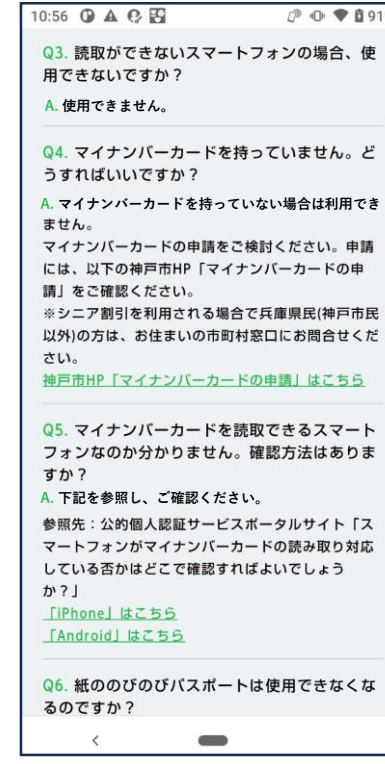 10:56
91
Q3. 読取ができないスマートフォンの場合、使
用できないですか？
A. 使用できません。
Q4. マイナンバーカードを持っていません。ど
うすればいいですか？
A. マイナンバーカードを持っていない場合は利用でき
ません。
マイナンバーカードの申請をご検討ください。申請
には、以下の神戸市HP「マイナンバーカードの申
請」をご確認ください。
※シニア割引を利用される場合で兵庫県民(神戸市民
以外)の方は、お住まいの市町村窓口にお問合せくだ
さい。
神戸市HP「マイナンバーカードの申請」はこちら
Q5. マイナンバーカードを読取できるスマート
フォンなのか分かりません。確認方法はありま
すか？
A. 下記を参照し、ご確認ください。
参照先：公的個人認証サービスポータルサイト「ス
マートフォンがマイナンバーカードの読み取り対応
している否かはどこで確認すればよいでしょう
か？」
「iPhone」はこちら
「Android」はこちら
Q6. 紙ののびのびパスポートは使用できなくな
るのですか？